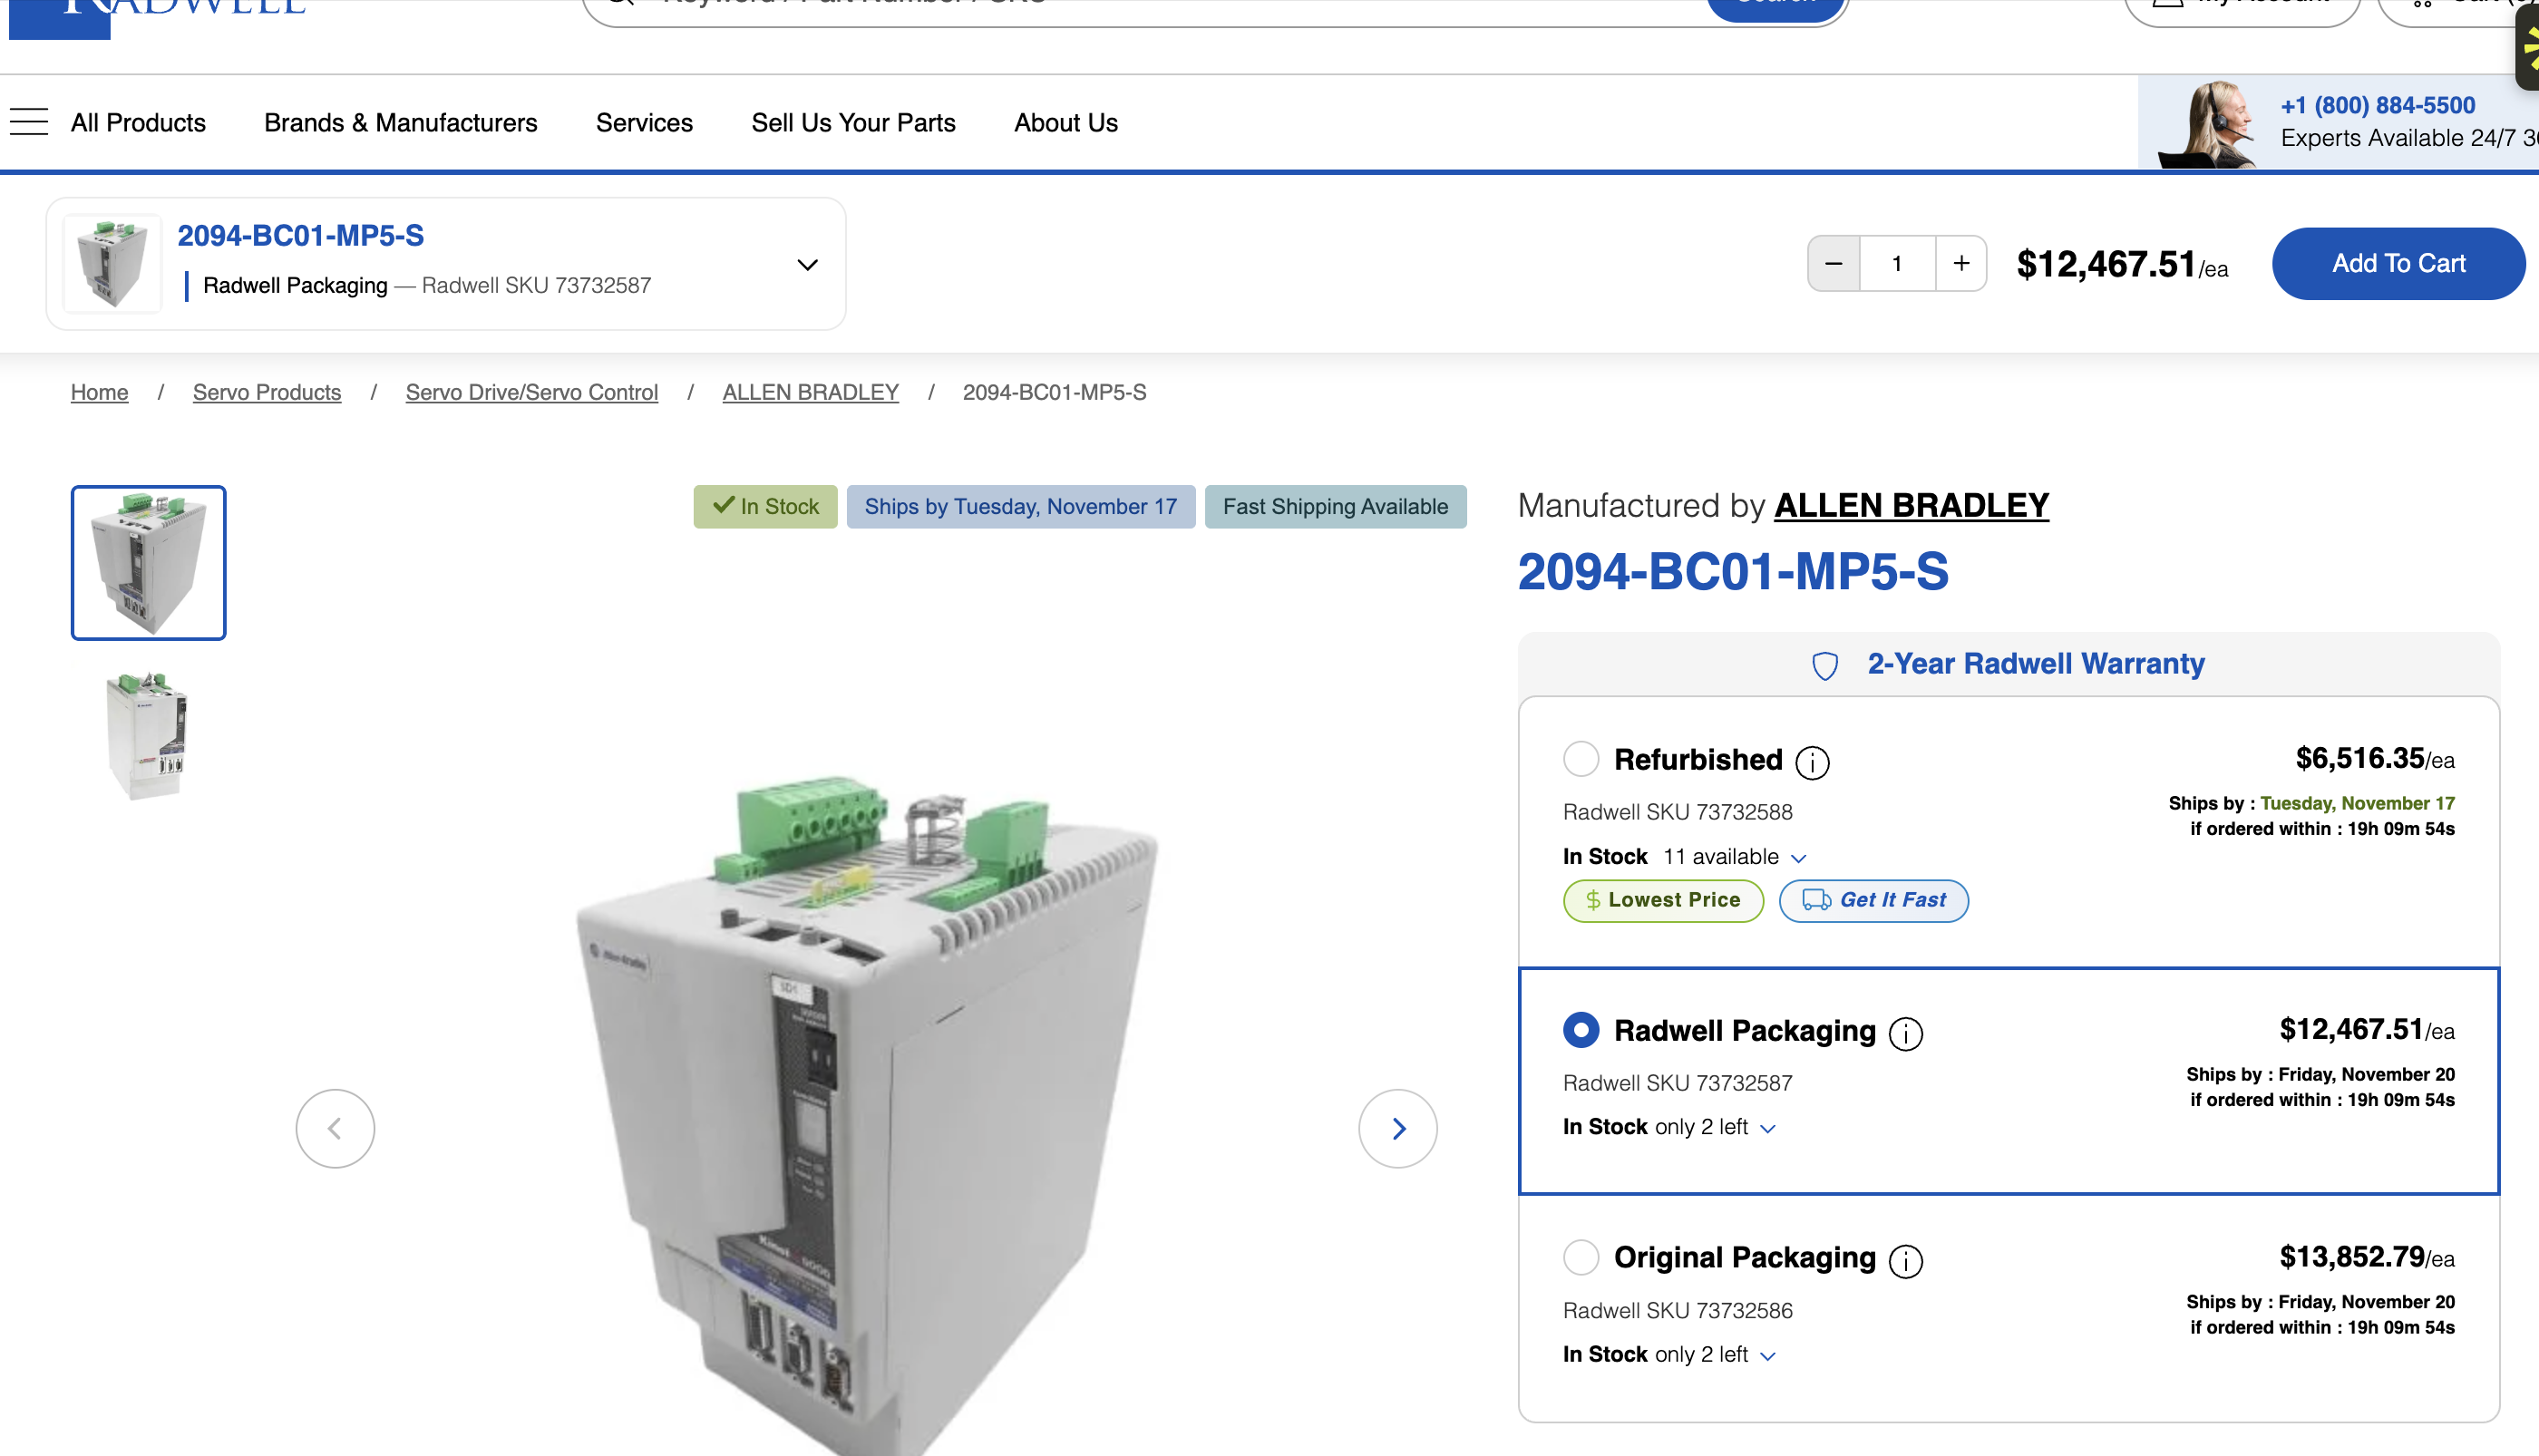 RADWELL
Search
All Products
Brands & Manufacturers
Services
Sell Us Your Parts
About Us
+1 (800) 884-5500
Experts Available 24/7
2094-BC01-MP5-S
Radwell Packaging — Radwell SKU 73732587
− 1 +
$12,467.51/ea
Add To Cart
Home / Servo Products / Servo Drive/Servo Control / ALLEN BRADLEY / 2094-BC01-MP5-S
In Stock
Ships by Tuesday, November 17
Fast Shipping Available
Manufactured by ALLEN BRADLEY
2094-BC01-MP5-S
2-Year Radwell Warranty
Refurbished
$6,516.35/ea
Radwell SKU 73732588
Ships by : Tuesday, November 17
if ordered within : 19h 09m 54s
In Stock 11 available
$ Lowest Price
Get It Fast
Radwell Packaging
$12,467.51/ea
Radwell SKU 73732587
Ships by : Friday, November 20
if ordered within : 19h 09m 54s
In Stock only 2 left
Original Packaging
$13,852.79/ea
Radwell SKU 73732586
Ships by : Friday, November 20
if ordered within : 19h 09m 54s
In Stock only 2 left